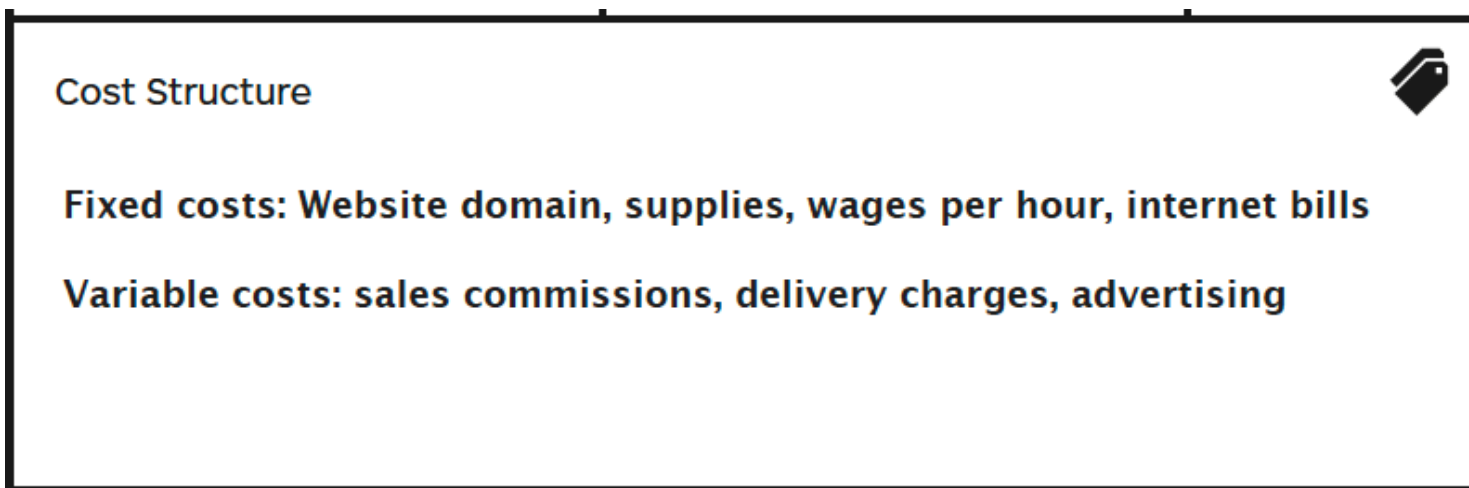 Cost Structure
Fixed costs: Website domain, supplies, wages per hour, internet bills
Variable costs: sales commissions, delivery charges, advertising